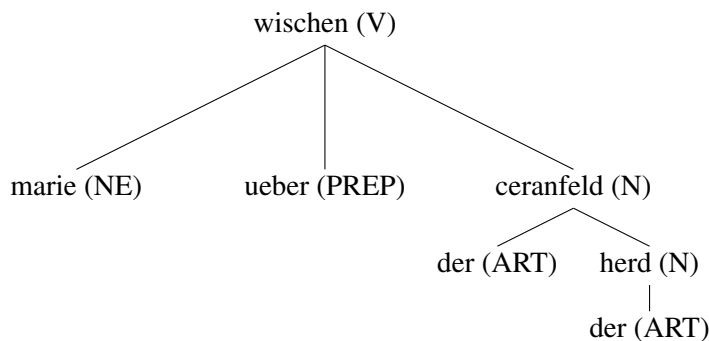 wischen (V)
marie (NE) ueber (PREP) ceranfeld (N)
der (ART) herd (N)
der (ART)